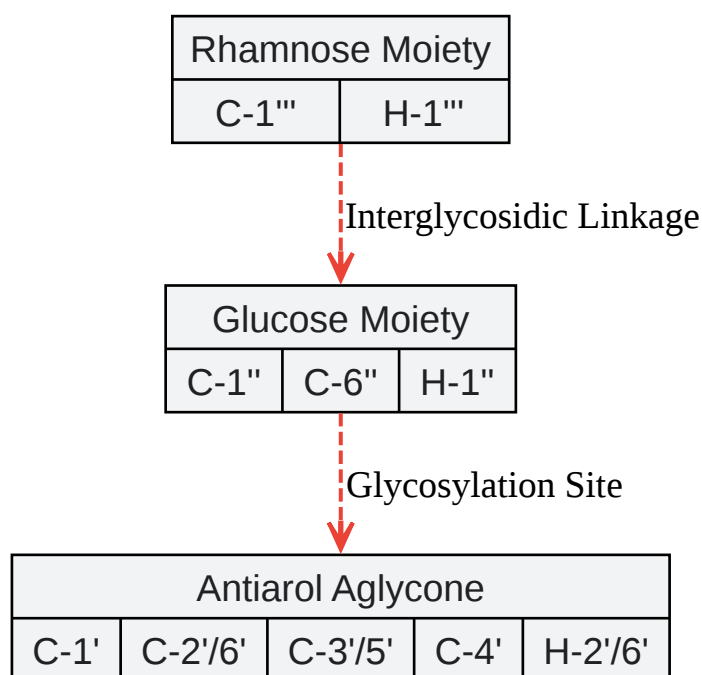 Rhamnose Moiety
C-1''' H-1'''
Interglycosidic Linkage
Glucose Moiety
C-1'' C-6'' H-1''
Glycosylation Site
Antiarol Aglycone
C-1' C-2'/6' C-3'/5' C-4' H-2'/6'